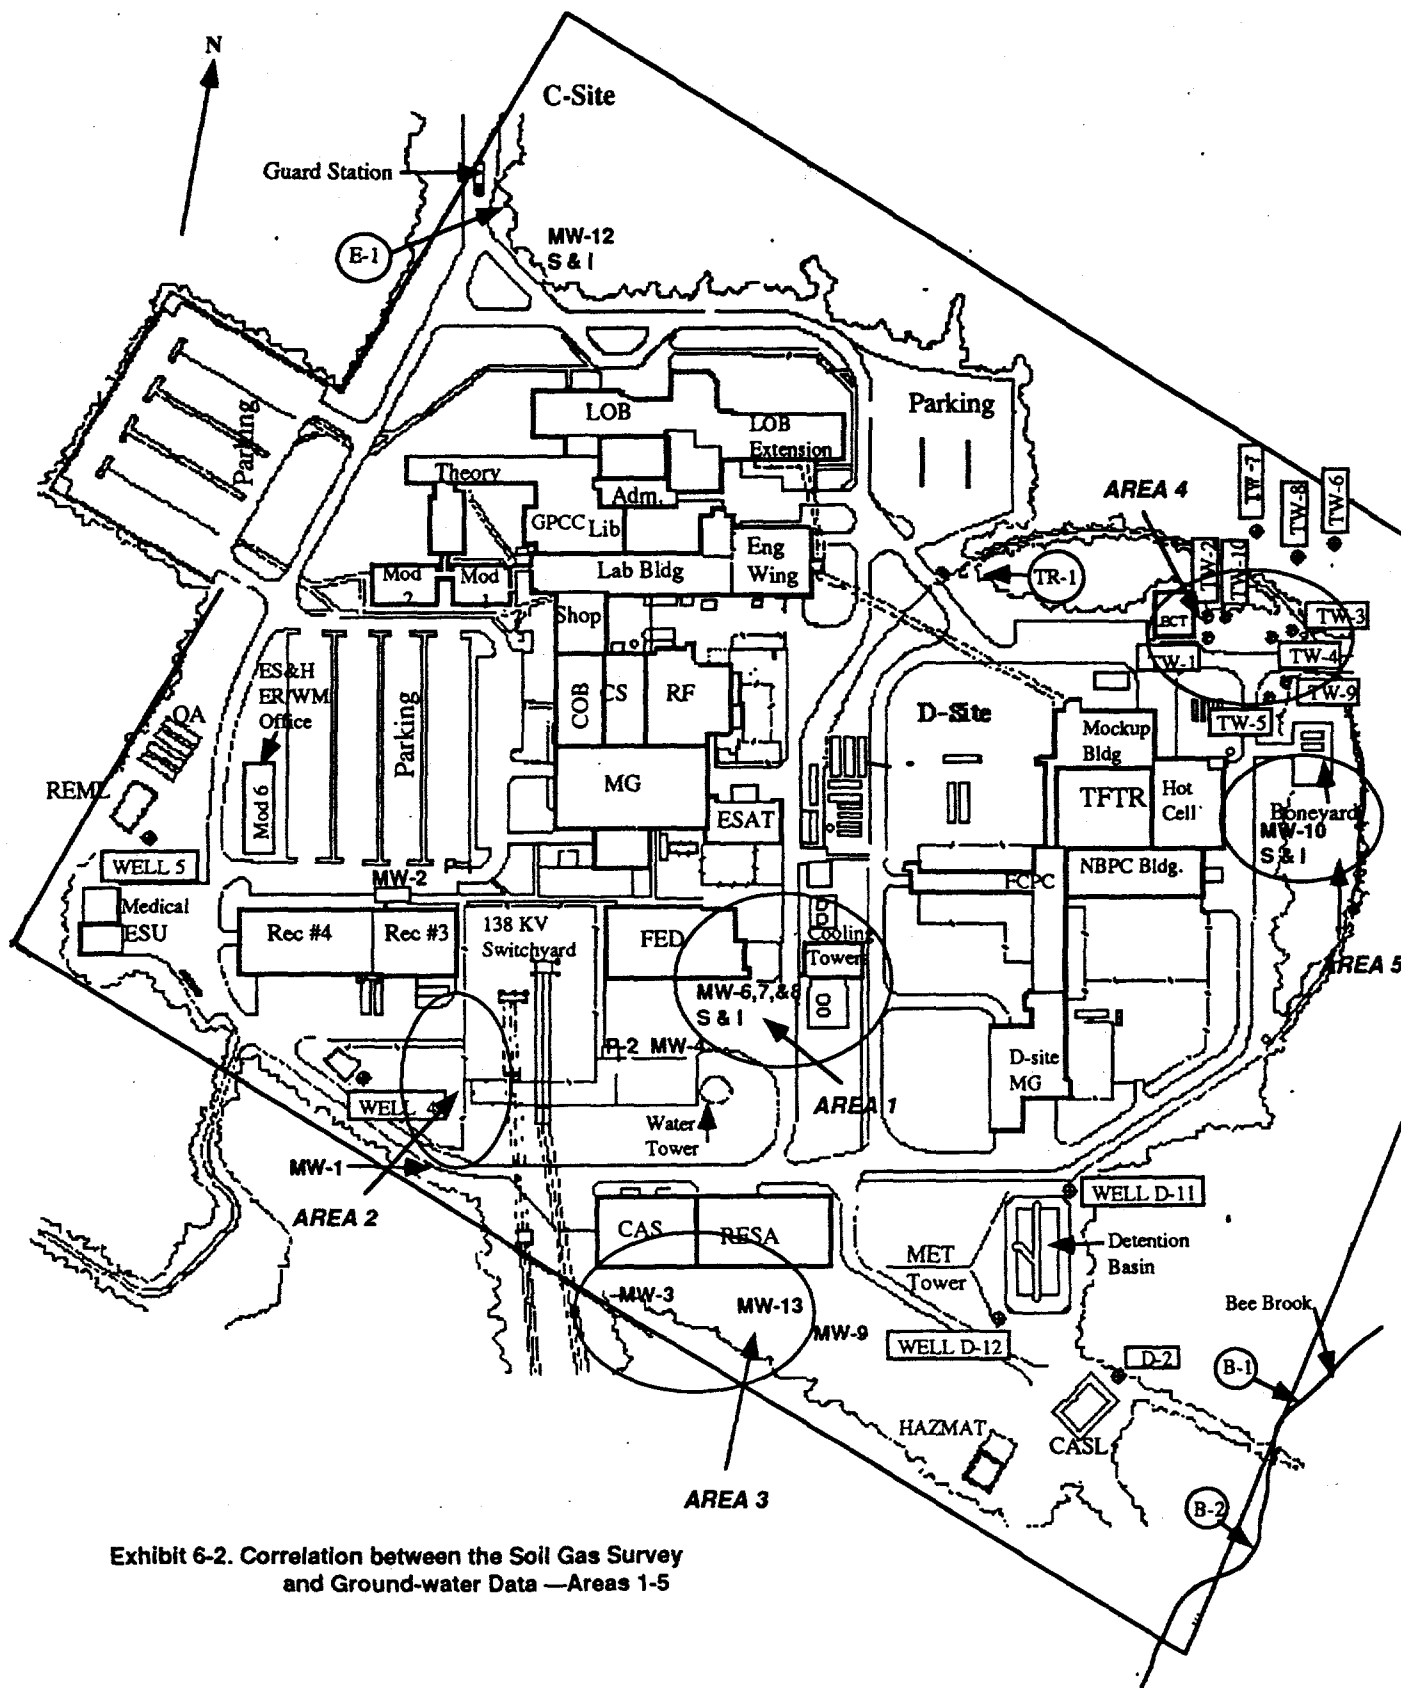 N
C-Site
Guard Station
E-1
MW-12
S & I
Parking
LOB
LOB
Extension
Parking
Theory
Adm.
GPCC
Lib
Eng
Wing
Lab Bldg
Mod
2
Mod
1
Shop
AREA 4
TW-7
TW-8
TW-6
TW-2
TW-10
TR-1
ECT
TW-3
TW-1
TW-4
TW-9
TW-5
ES&H
ER/WM
Office
QA
REML
Mod 6
Parking
COB
CS
RF
MG
ESAT
D-Site
Mockup
Bldg
TFTR
Hot
Cell
Boneyard
MW-10
S & I
WELL 5
MW-2
FCPC
NBPC Bldg.
Medical
ESU
Rec #4
Rec #3
138 KV
Switchyard
FED
Cooling
Tower
AREA 5
MW-6,7,&8
S & I
P-2 MW-4
D-site
MG
WELL 4
Water
Tower
AREA 1
MW-1
AREA 2
WELL D-11
CAS
RESA
MET
Tower
Detention
Basin
MW-3
MW-13
MW-9
WELL D-12
Bee Brook
D-2
B-1
HAZMAT
CASL
AREA 3
B-2
Exhibit 6-2. Correlation between the Soil Gas Survey
and Ground-water Data —Areas 1-5